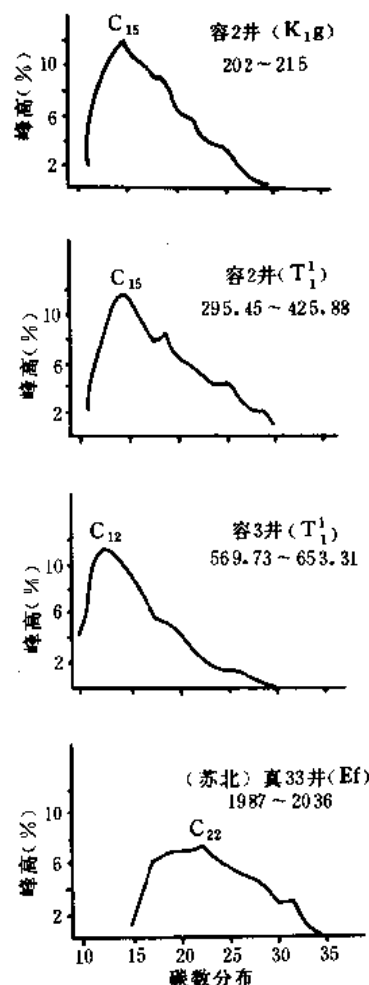 C15
容2井 (K1g)
202~215
峰高(%)
10
6
2
C15
容2井(T¹₁)
295.45~425.88
峰高(%)
10
6
2
C12
容3井(T¹₁)
569.73~653.31
峰高(%)
10
6
2
(苏北) 真33井(Ef)
1987~2036
C22
峰高(%)
10
6
2
10 15 20 25 30 35
碳数分布